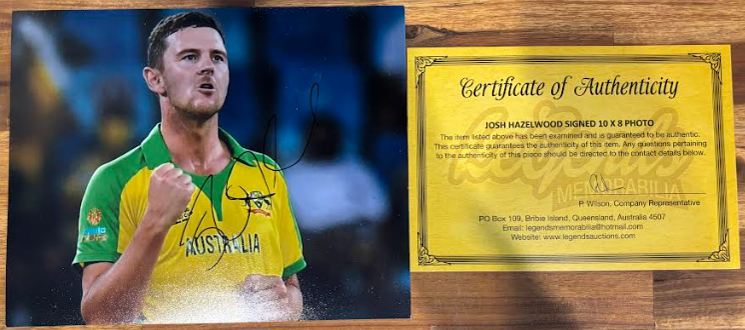 AUSTRALIA
Certificate of Authenticity
JOSH HAZELWOOD SIGNED 10 X 8 PHOTO
The item listed above has been examined and is guaranteed to be authentic.
This certificate guarantees the authenticity of this item. Any questions pertaining
to the authenticity of this piece should be directed to the contact details below.
Legends
MEMORABILIA
P. Wilson, Company Representative
PO Box 109, Bribie Island, Queensland, Australia 4507
Email: legendsmemorabilia@hotmail.com
Website: www.legendsauctions.com